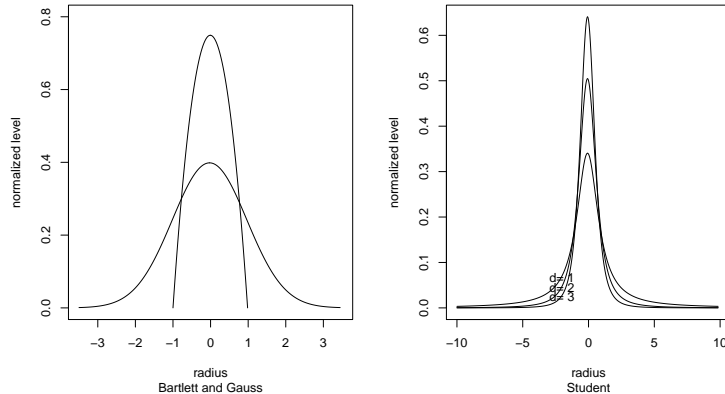 normalized level
0.0 0.2 0.4 0.6 0.8
−3 −2 −1 0 1 2 3
radius
Bartlett and Gauss
normalized level
0.0 0.1 0.2 0.3 0.4 0.5 0.6
d= 1
d= 2
d= 3
−10 −5 0 5 10
radius
Student